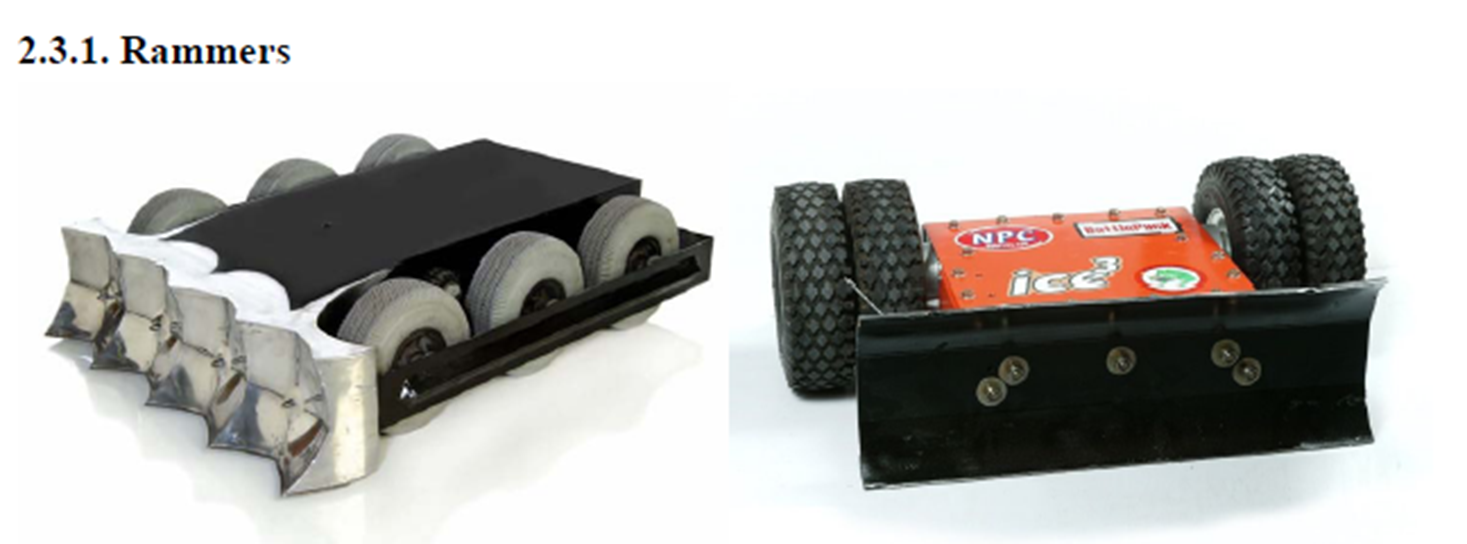 2.3.1. Rammers
NPC
BattlePack
ice³